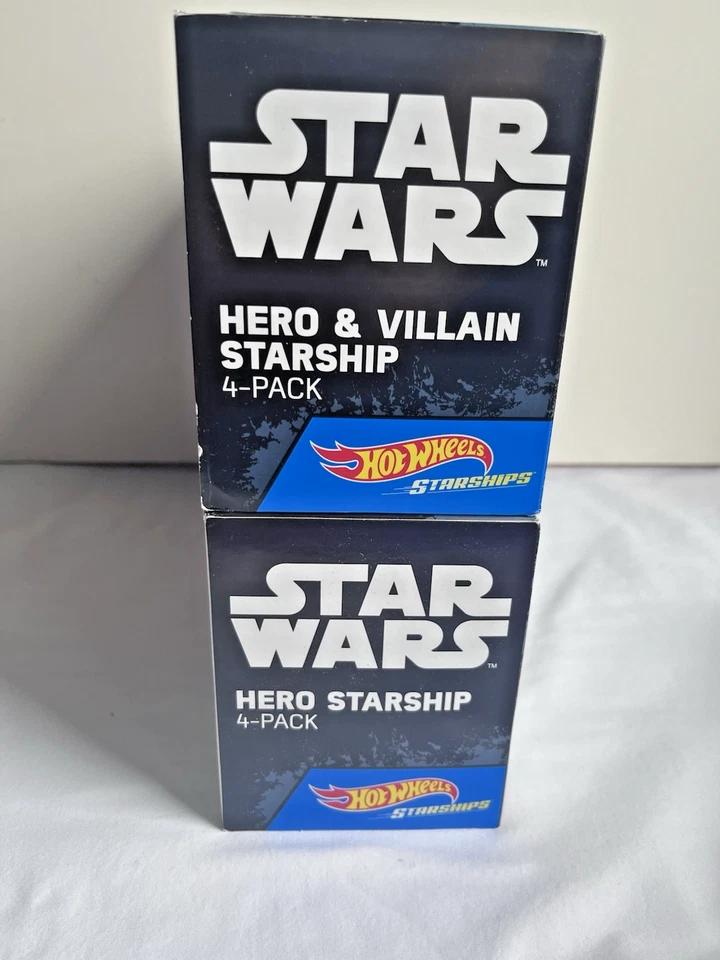 STAR
WARS
TM
HERO & VILLAIN
STARSHIP
4-PACK
HOT WHEELS
STARSHIPS
STAR
WARS
TM
HERO STARSHIP
4-PACK
HOT WHEELS
STARSHIPS